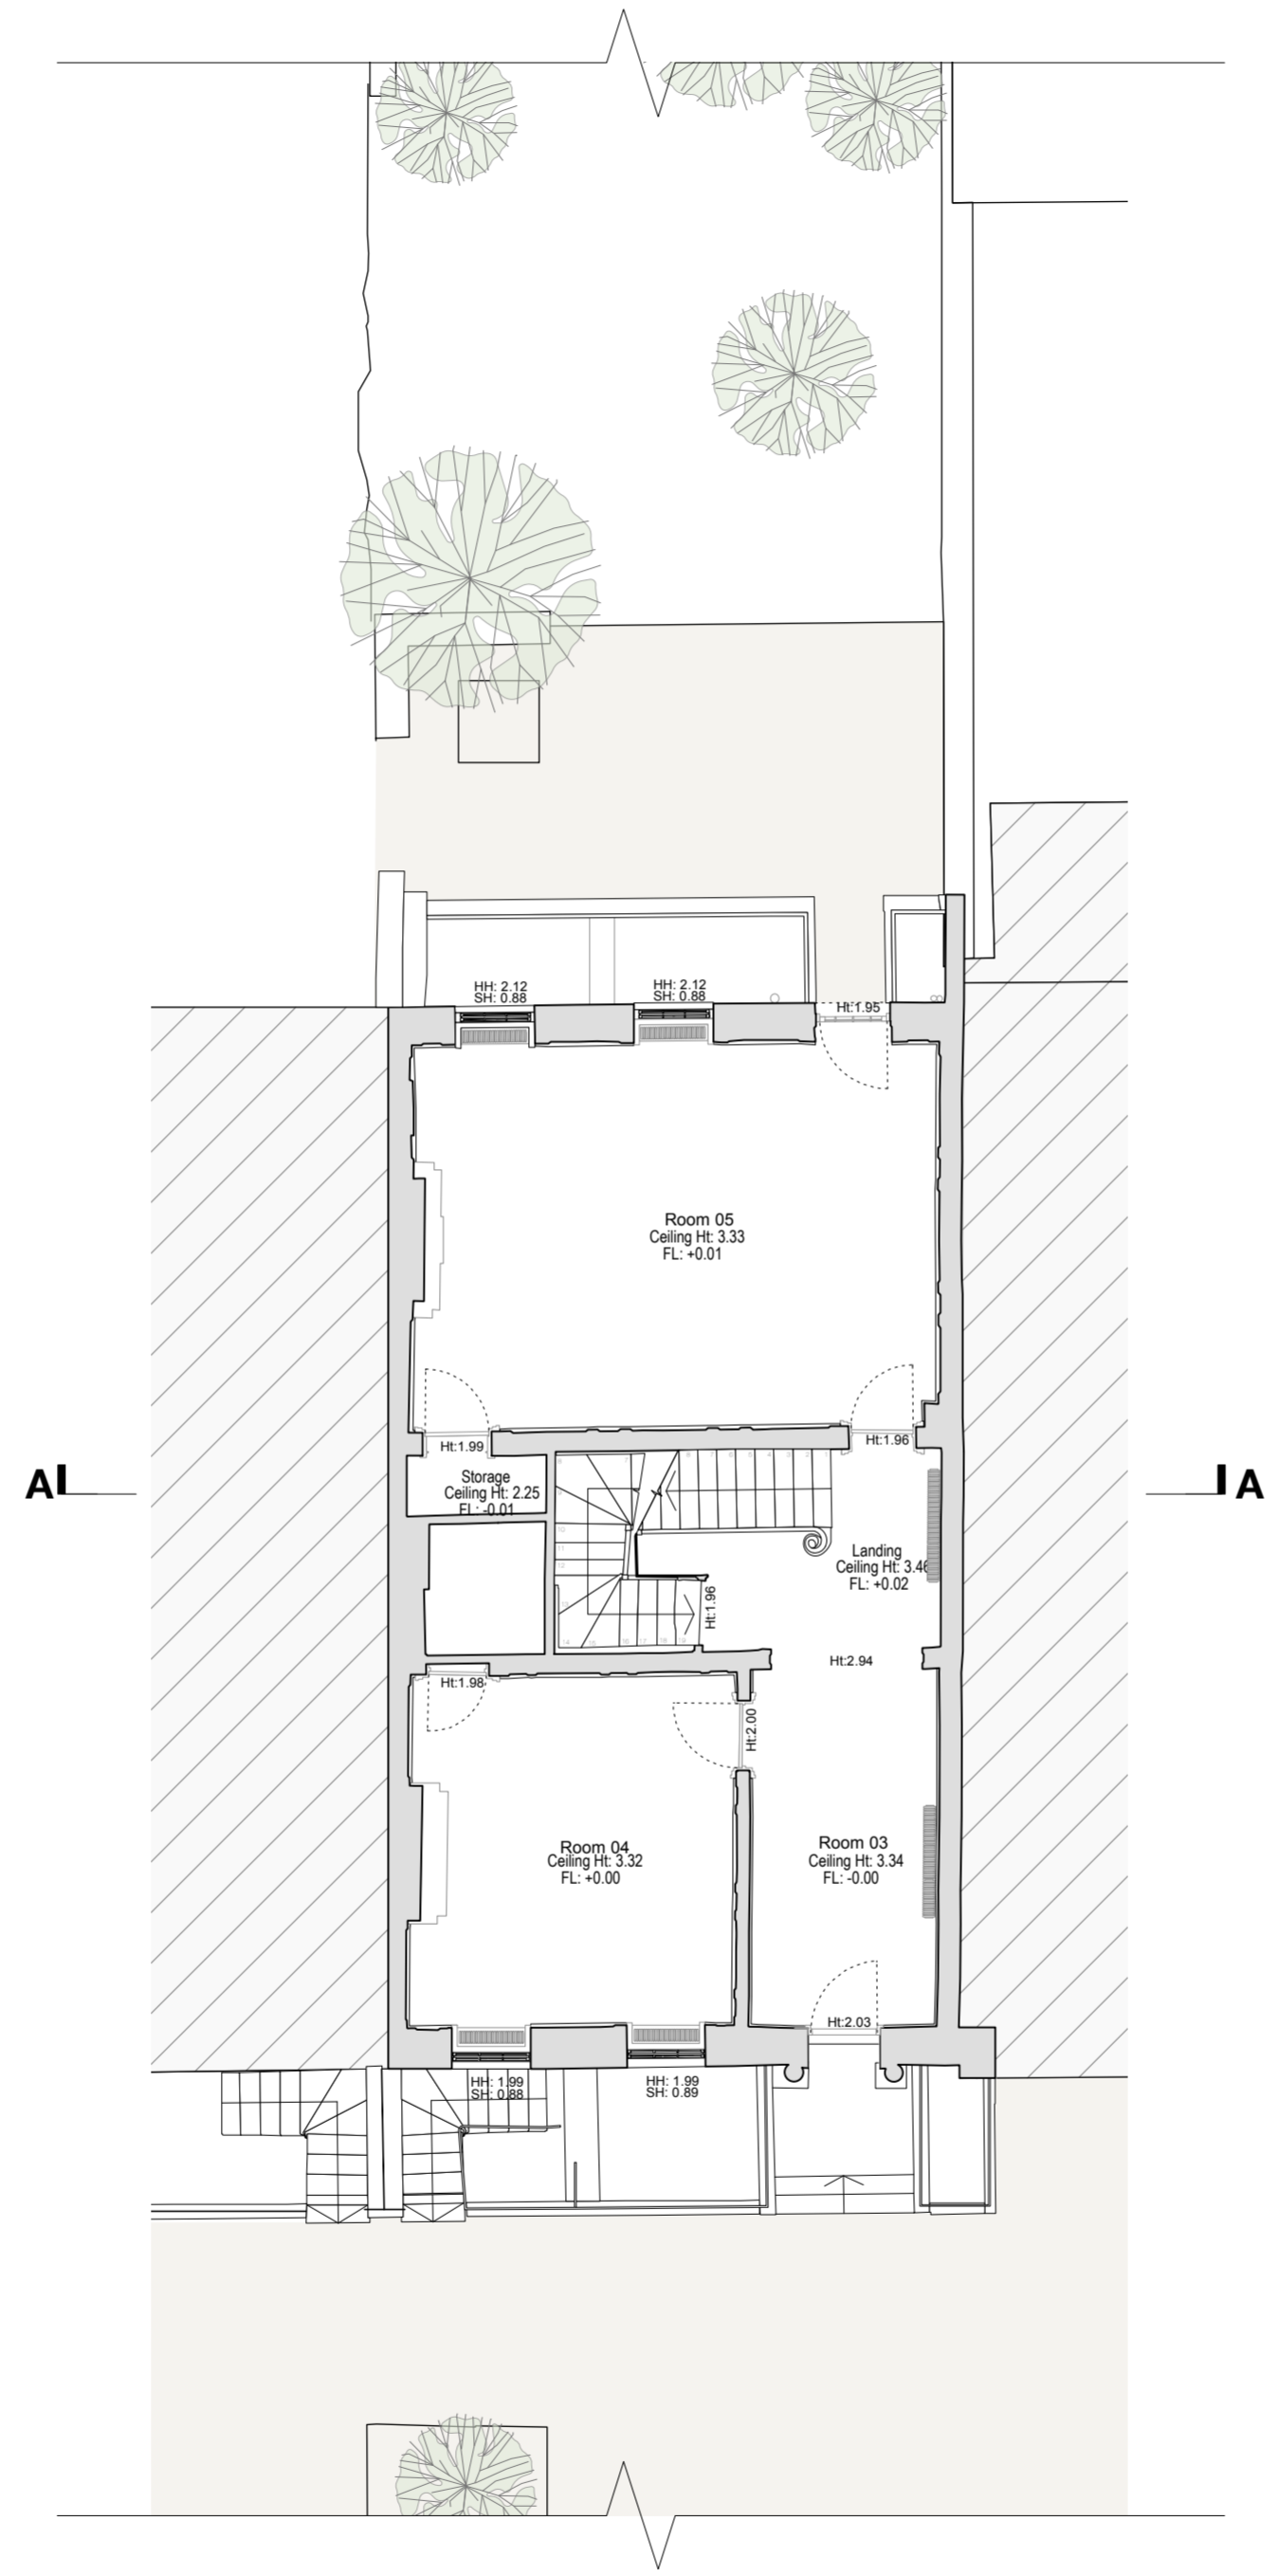 HH: 2.12
SH: 0.88
HH: 2.12
SH: 0.88
Ht:1.95
Room 05
Ceiling Ht: 3.33
FL: +0.01
Ht:1.99
Ht:1.96
A
A
Storage
Ceiling Ht: 2.25
FL: -0.01
Landing
Ceiling Ht: 3.46
FL: +0.02
Ht:1.96
Ht:2.94
Ht:1.98
Ht:2.00
Room 04
Ceiling Ht: 3.32
FL: +0.00
Room 03
Ceiling Ht: 3.34
FL: -0.00
Ht:2.03
HH: 1.99
SH: 0.88
HH: 1.99
SH: 0.89